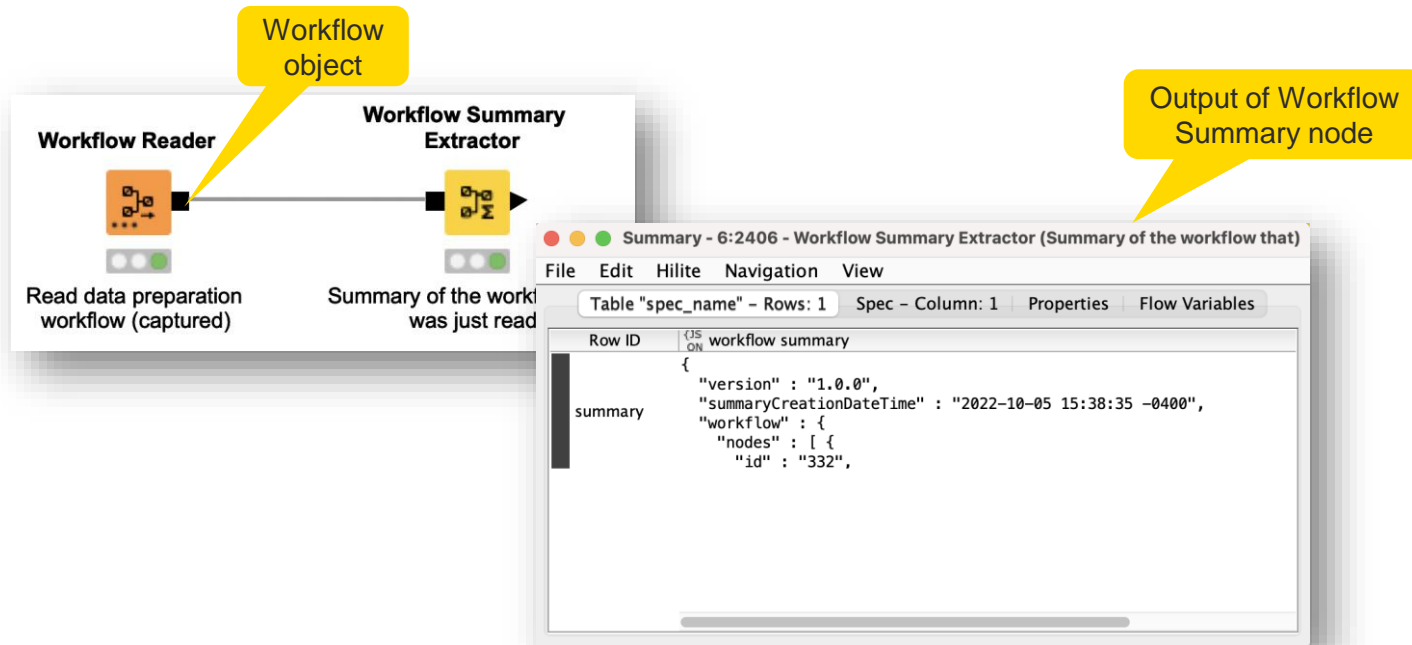 Workflow
object
Output of Workflow
Summary node
Workflow Reader
Workflow Summary
Extractor
Read data preparation
workflow (captured)
Summary of the workf
was just read
Summary - 6:2406 - Workflow Summary Extractor (Summary of the workflow that)
File Edit Hilite Navigation View
Table "spec_name" - Rows: 1 Spec - Column: 1 Properties Flow Variables
Row ID {JS ON workflow summary
summary
{
"version" : "1.0.0",
"summaryCreationDateTime" : "2022-10-05 15:38:35 -0400",
"workflow" : {
"nodes" : [ {
"id" : "332",